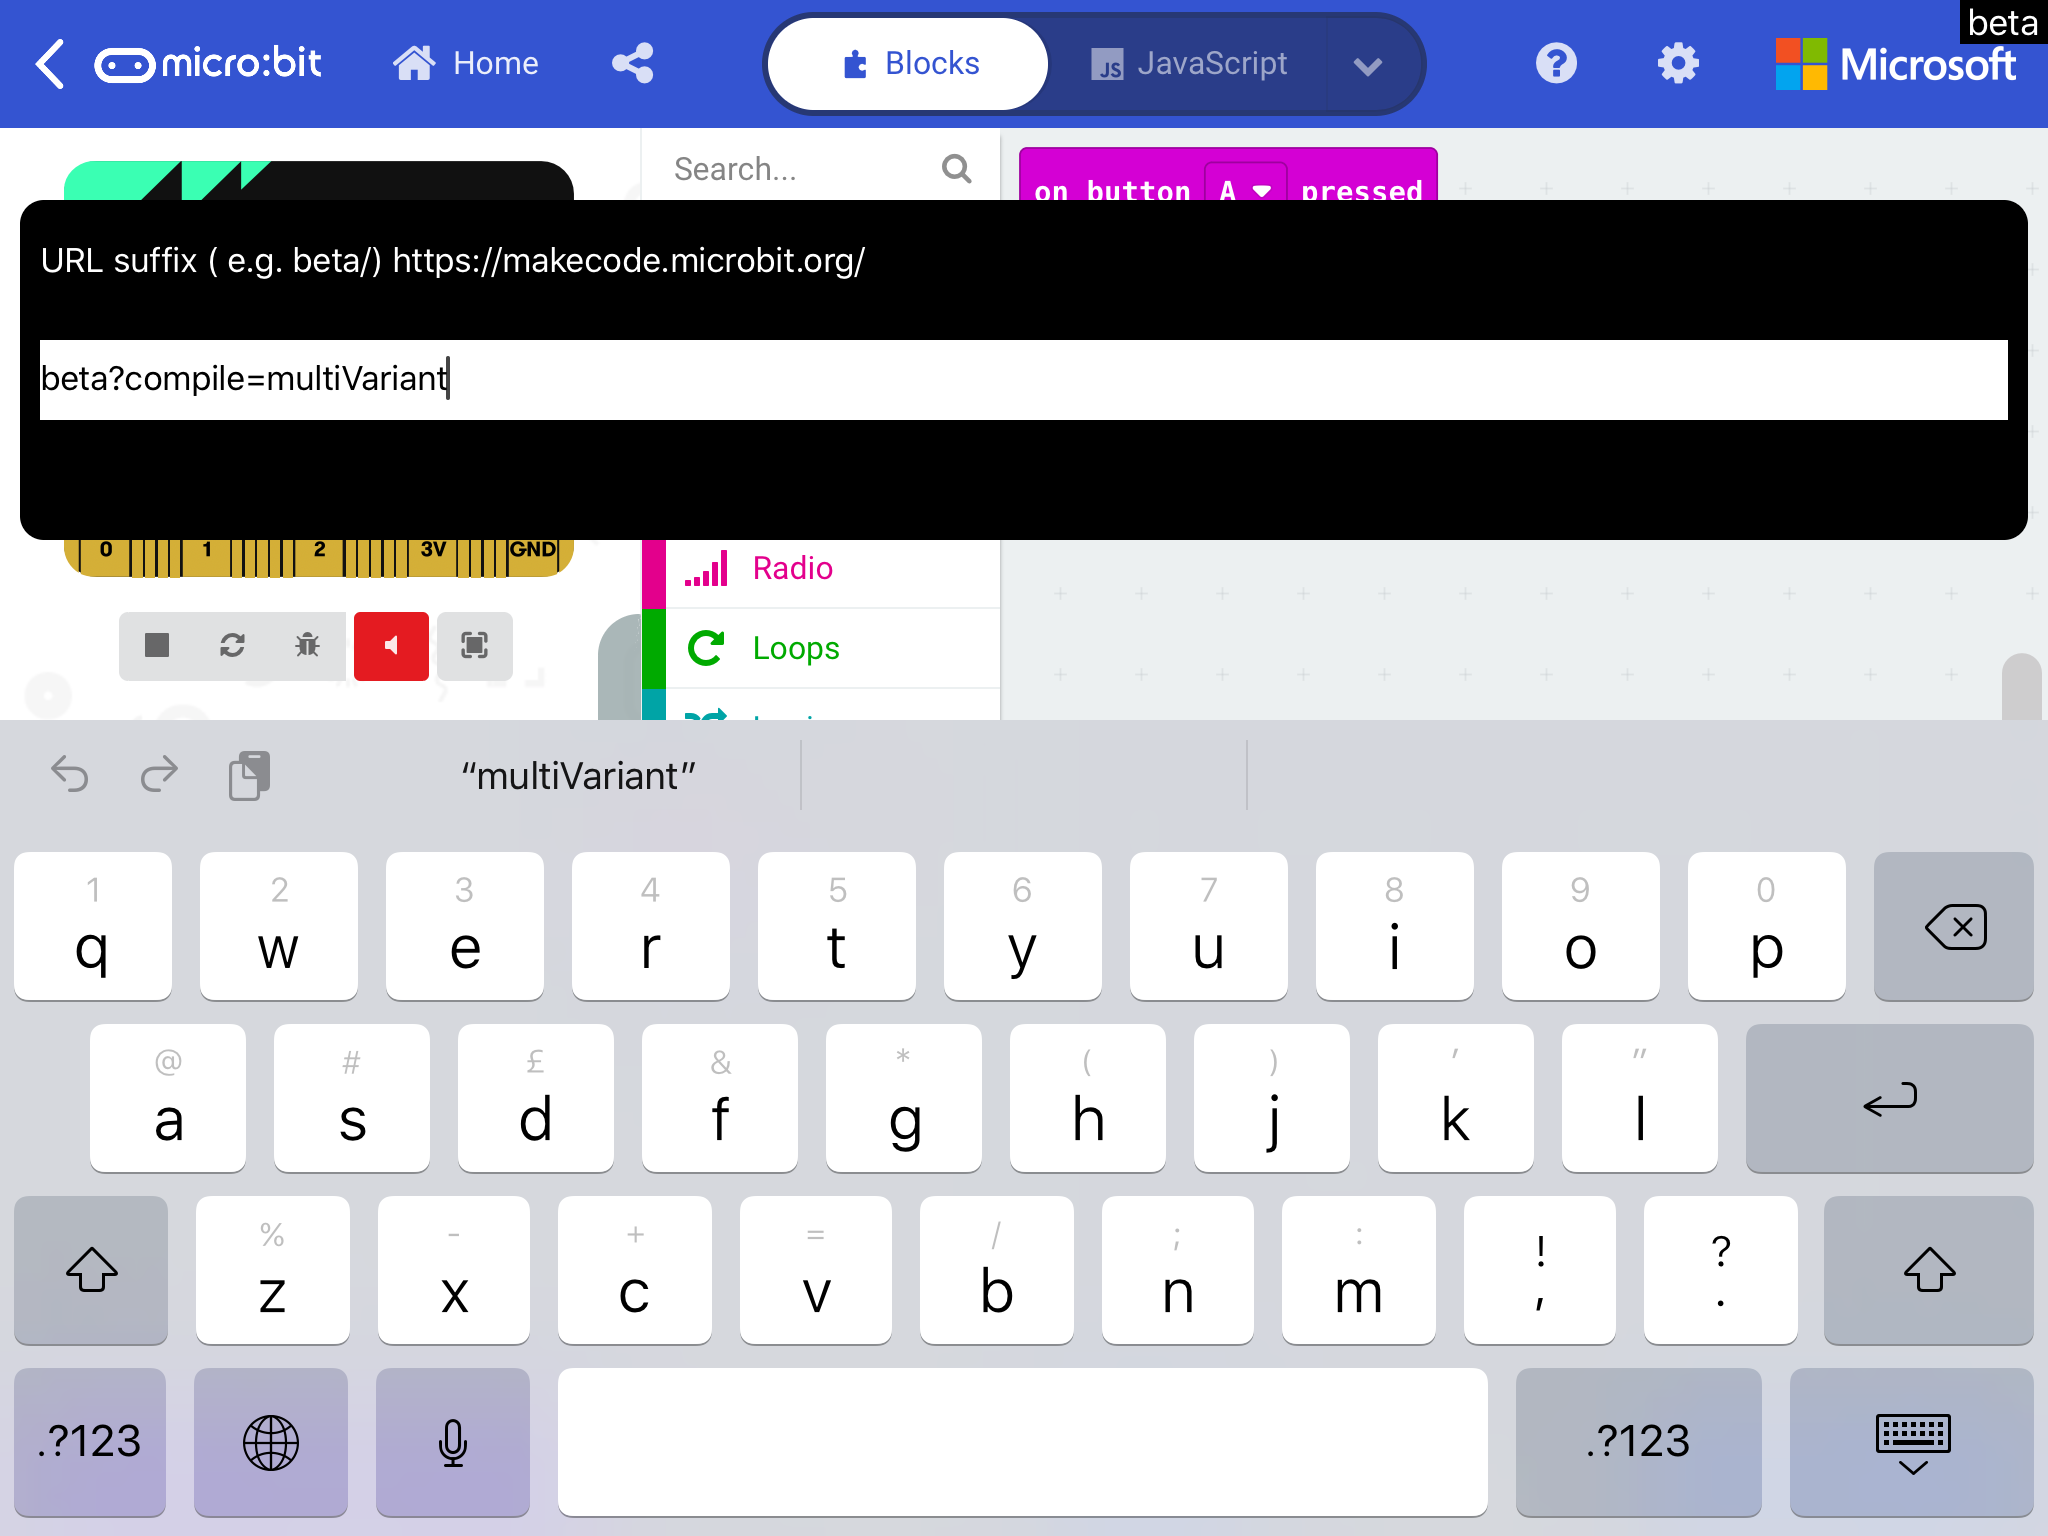 beta
micro:bit
Home
Blocks
JS JavaScript
Microsoft
Search...
on button A pressed
URL suffix ( e.g. beta/) https://makecode.microbit.org/
beta?compile=multiVariant
0 1 2 3V GND
Radio
Loops
“multiVariant”
1 2 3 4 5 6 7 8 9 0
q w e r t y u i o p
@ # £ & * ( ) ' "
a s d f g h j k l
% - + = / ; : ! ?
z x c v b n m , .
.?123 .?123